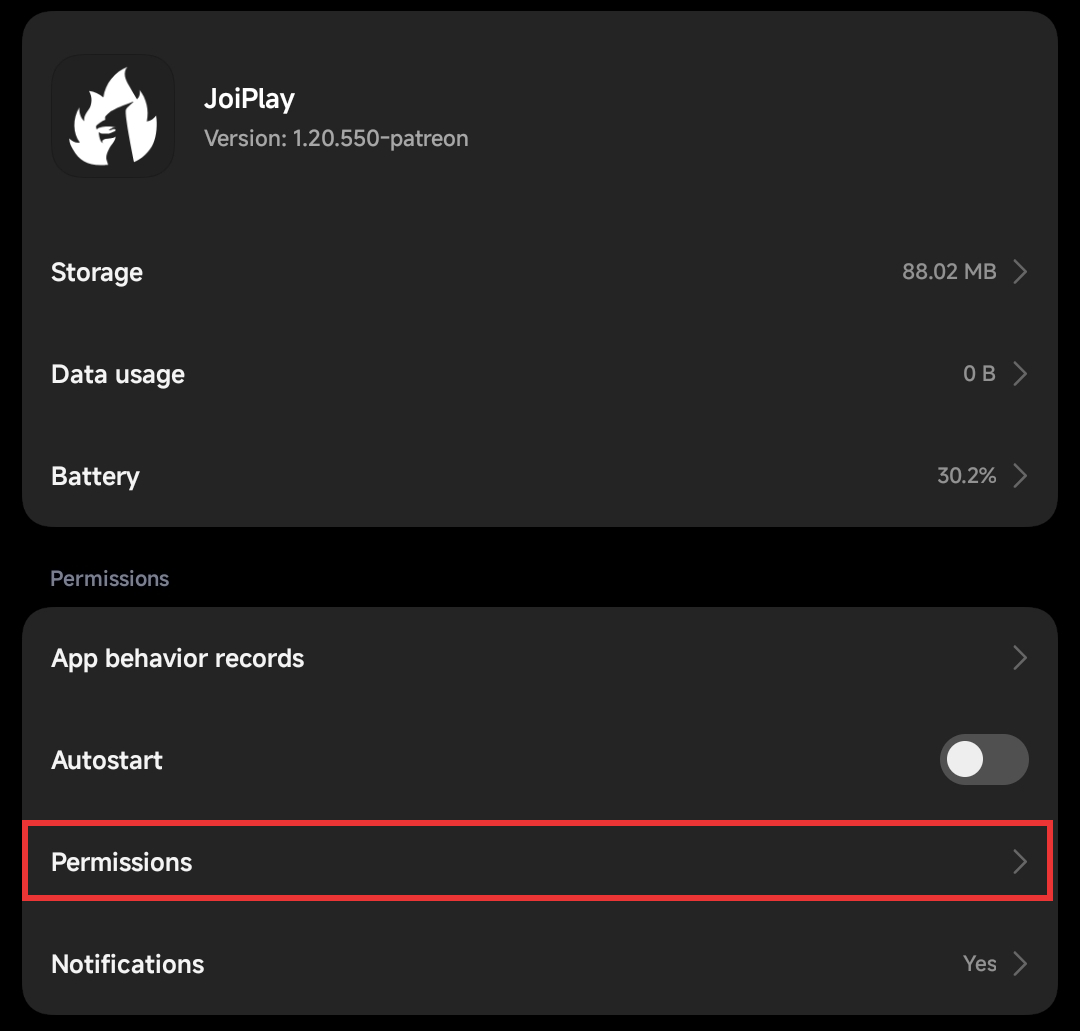 JoiPlay
Version: 1.20.550-patreon
Storage 88.02 MB
Data usage 0 B
Battery 30.2%
Permissions
App behavior records
Autostart
Permissions
Notifications Yes